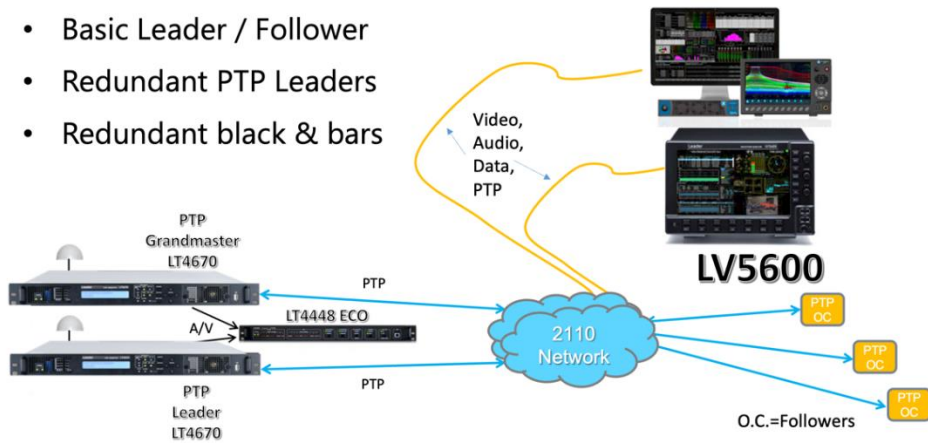 • Basic Leader / Follower
• Redundant PTP Leaders
• Redundant black & bars
Video,
Audio,
Data,
PTP
LV5600
PTP
Grandmaster
LT4670
PTP
A/V
LT4448 ECO
2110
Network
PTP
PTP
Leader
LT4670
PTP
OC
PTP
OC
PTP
OC
O.C.=Followers